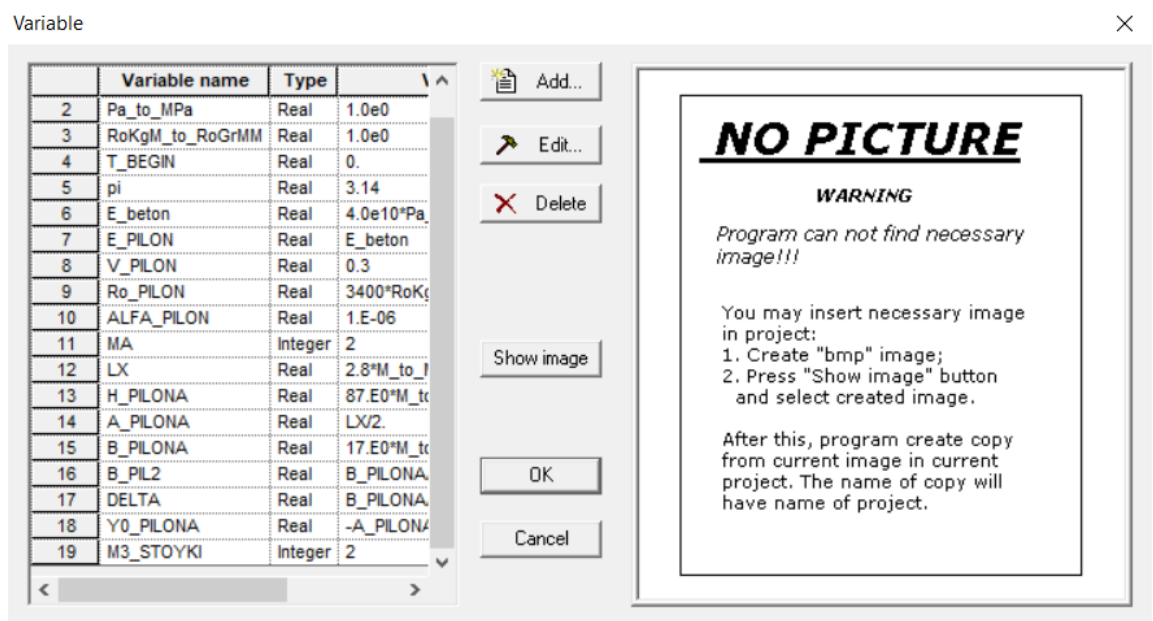 Variable
Variable name Type
2 Pa_to_MPa Real 1.0e0
3 RoKgM_to_RoGrMM Real 1.0e0
4 T_BEGIN Real 0.
5 pi Real 3.14
6 E_beton Real 4.0e10*Pa_
7 E_PILON Real E_beton
8 V_PILON Real 0.3
9 Ro_PILON Real 3400*RoKg
10 ALFA_PILON Real 1.E-06
11 MA Integer 2
12 LX Real 2.8*M_to_M
13 H_PILONA Real 87.E0*M_to
14 A_PILONA Real LX/2.
15 B_PILONA Real 17.E0*M_to
16 B_PIL2 Real B_PILONA
17 DELTA Real B_PILONA
18 Y0_PILONA Real -A_PILONA
19 M3_STOYKI Integer 2
Add...
Edit...
Delete
Show image
OK
Cancel
NO PICTURE
WARNING
Program can not find necessary
image!!!
You may insert necessary image
in project:
1. Create "bmp" image;
2. Press "Show image" button
and select created image.
After this, program create copy
from current image in current
project. The name of copy will
have name of project.